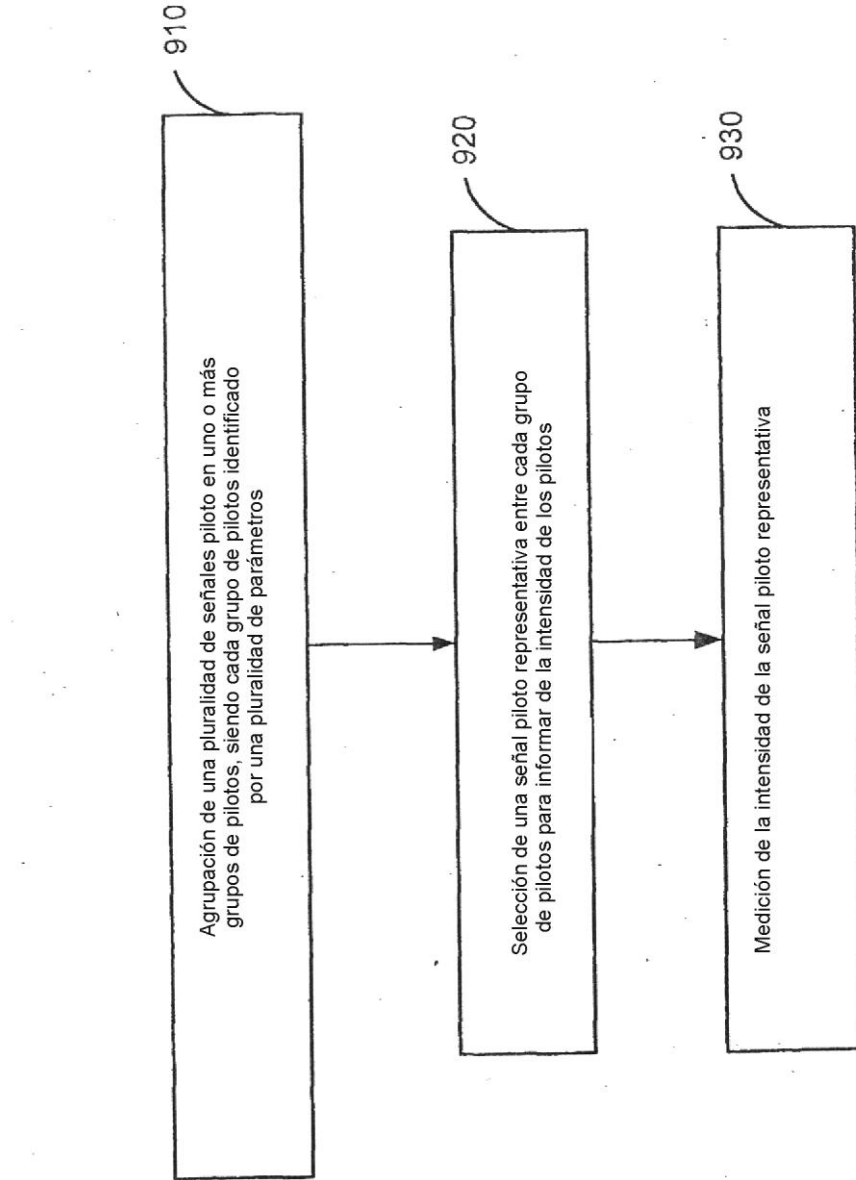 910
Agrupación de una pluralidad de señales piloto en uno o más
grupos de pilotos, siendo cada grupo de pilotos identificado
por una pluralidad de parámetros
920
Selección de una señal piloto representativa entre cada grupo
de pilotos para informar de la intensidad de los pilotos
930
Medición de la intensidad de la señal piloto representativa